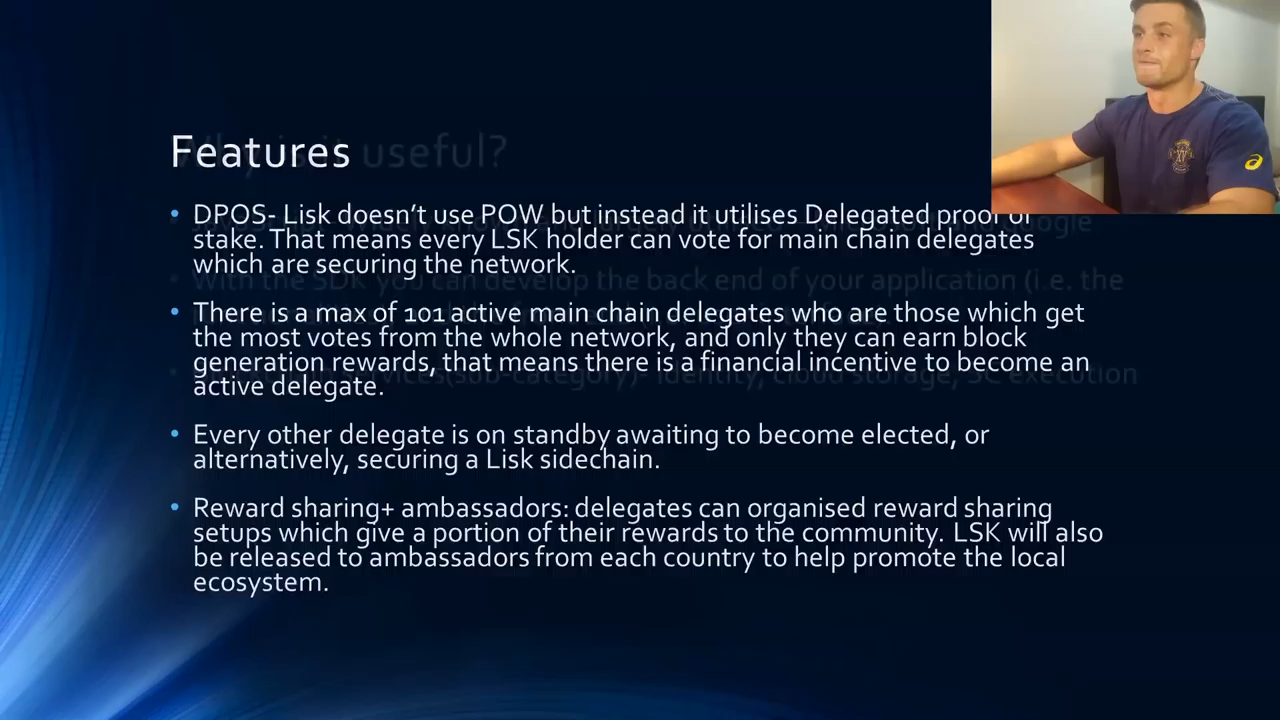 Features
useful?
• DPOS- Lisk doesn't use POW but instead it utilises Delegated proof of
stake. That means every LSK holder can vote for main chain delegates
which are securing the network.
• There is a max of 101 active main chain delegates who are those which get
the most votes from the whole network, and only they can earn block
generation rewards, that means there is a financial incentive to become an
active delegate.
• Every other delegate is on standby awaiting to become elected, or
alternatively, securing a Lisk sidechain.
• Reward sharing+ ambassadors: delegates can organised reward sharing
setups which give a portion of their rewards to the community. LSK will also
be released to ambassadors from each country to help promote the local
ecosystem.